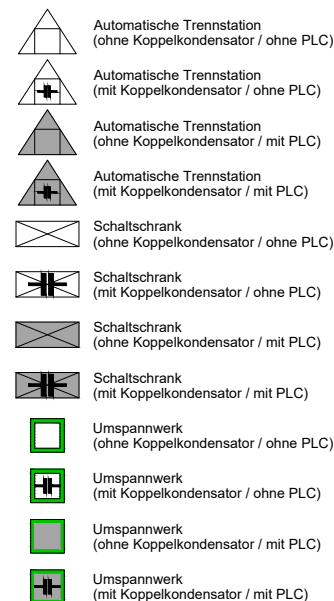 Automatische Trennstation
(ohne Koppelkondensator / ohne PLC)
Automatische Trennstation
(mit Koppelkondensator / ohne PLC)
Automatische Trennstation
(ohne Koppelkondensator / mit PLC)
Automatische Trennstation
(mit Koppelkondensator / mit PLC)
Schaltschrank
(ohne Koppelkondensator / ohne PLC)
Schaltschrank
(mit Koppelkondensator / ohne PLC)
Schaltschrank
(ohne Koppelkondensator / mit PLC)
Schaltschrank
(mit Koppelkondensator / mit PLC)
Umspannwerk
(ohne Koppelkondensator / ohne PLC)
Umspannwerk
(mit Koppelkondensator / ohne PLC)
Umspannwerk
(ohne Koppelkondensator / mit PLC)
Umspannwerk
(mit Koppelkondensator / mit PLC)